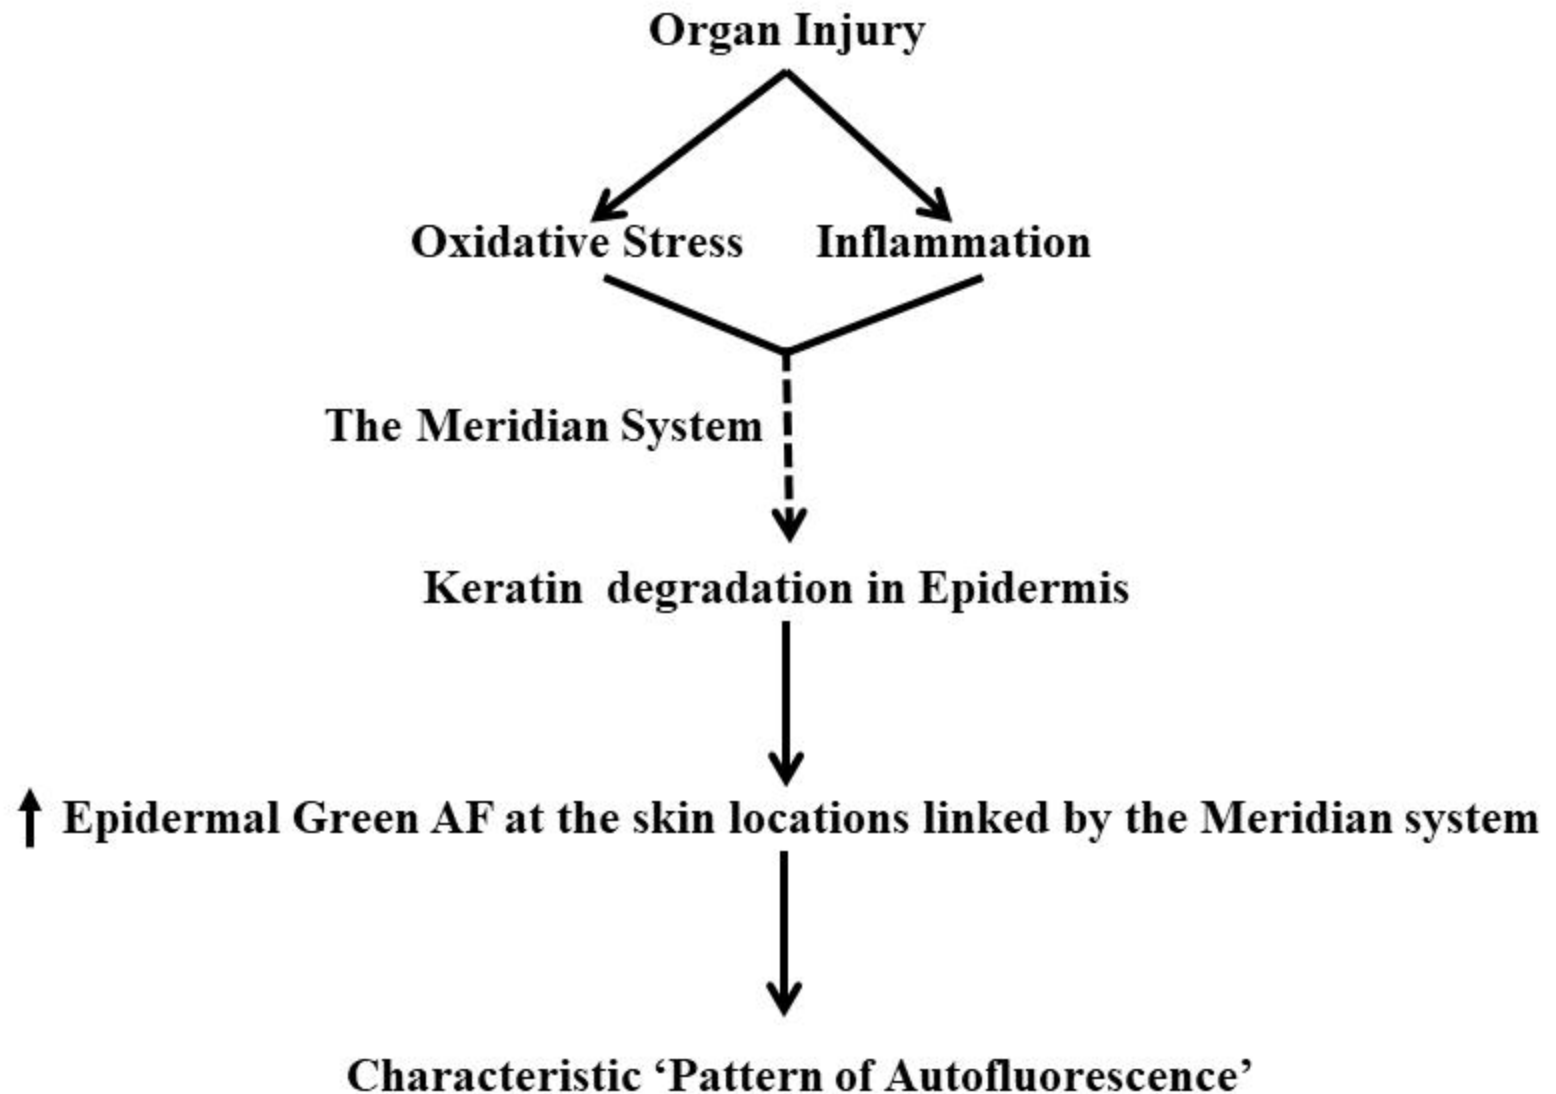 Organ Injury
Oxidative Stress Inflammation
The Meridian System
Keratin degradation in Epidermis
Epidermal Green AF at the skin locations linked by the Meridian system
Characteristic ‘Pattern of Autofluorescence’